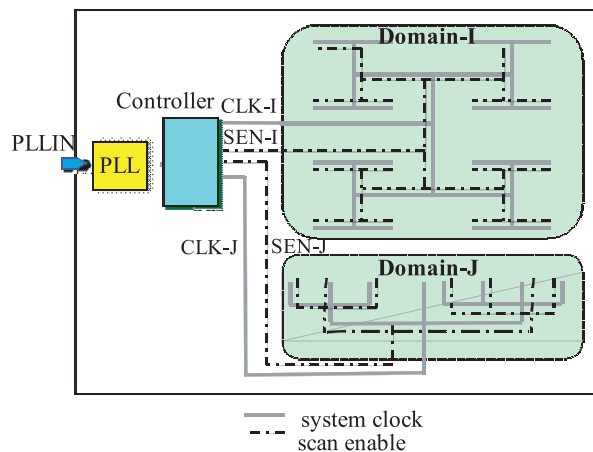 Domain-I
Controller
CLK-I
SEN-I
PLLIN
PLL
CLK-J
SEN-J
Domain-J
system clock
scan enable